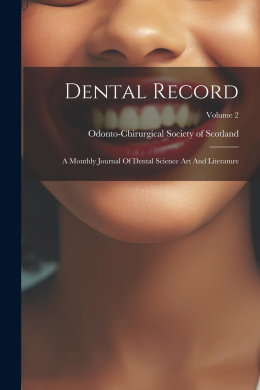 DENTAL RECORD
Odonto-Chirurgical Society of Scotland
Volume 2
A Monthly Journal Of Dental Science Art And Literature